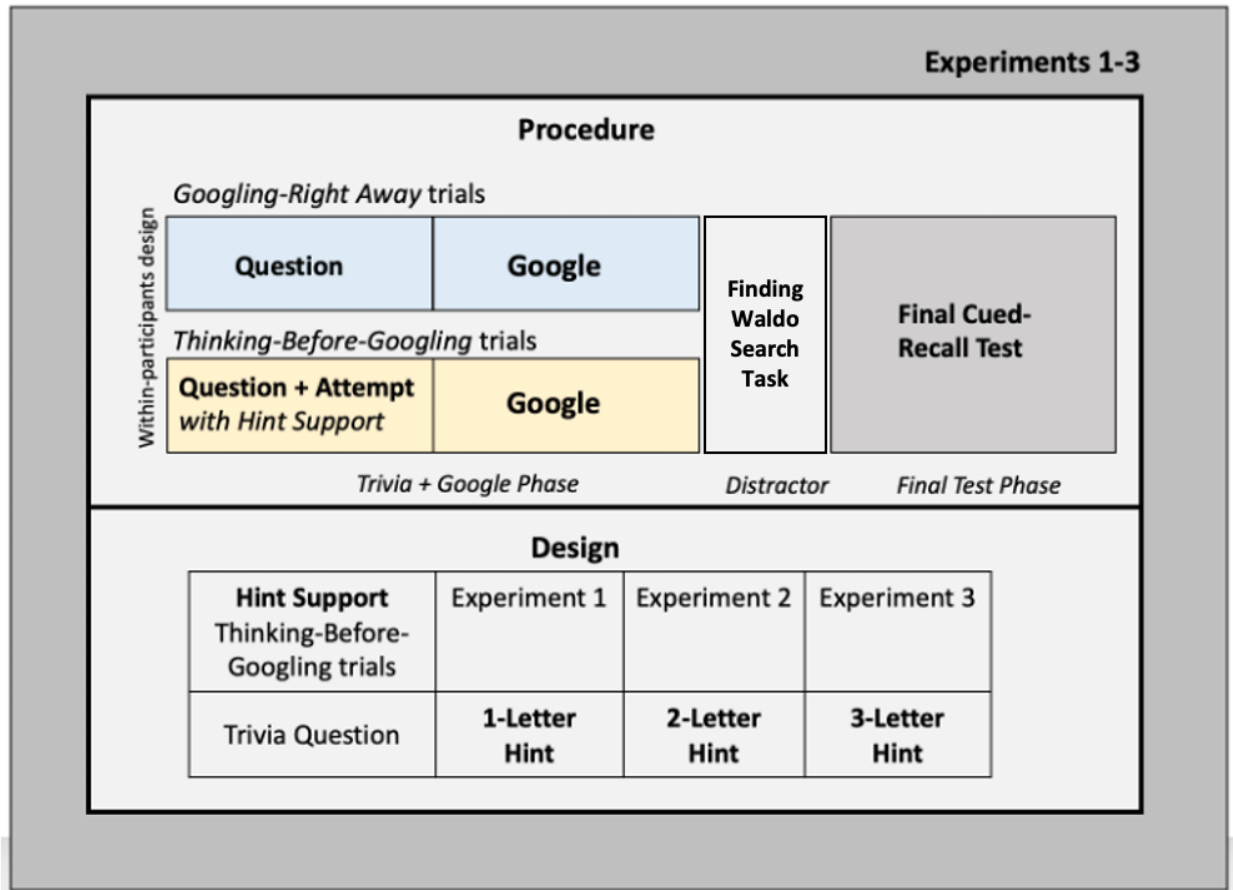 Experiments 1-3
Procedure
Within-participants design
Googling-Right Away trials
Question
Google
Thinking-Before-Googling trials
Question + Attempt
with Hint Support
Google
Finding
Waldo
Search
Task
Final Cued-
Recall Test
Trivia + Google Phase
Distractor
Final Test Phase
Design
Hint Support
Thinking-Before-
Googling trials
Experiment 1
Experiment 2
Experiment 3
Trivia Question
1-Letter
Hint
2-Letter
Hint
3-Letter
Hint